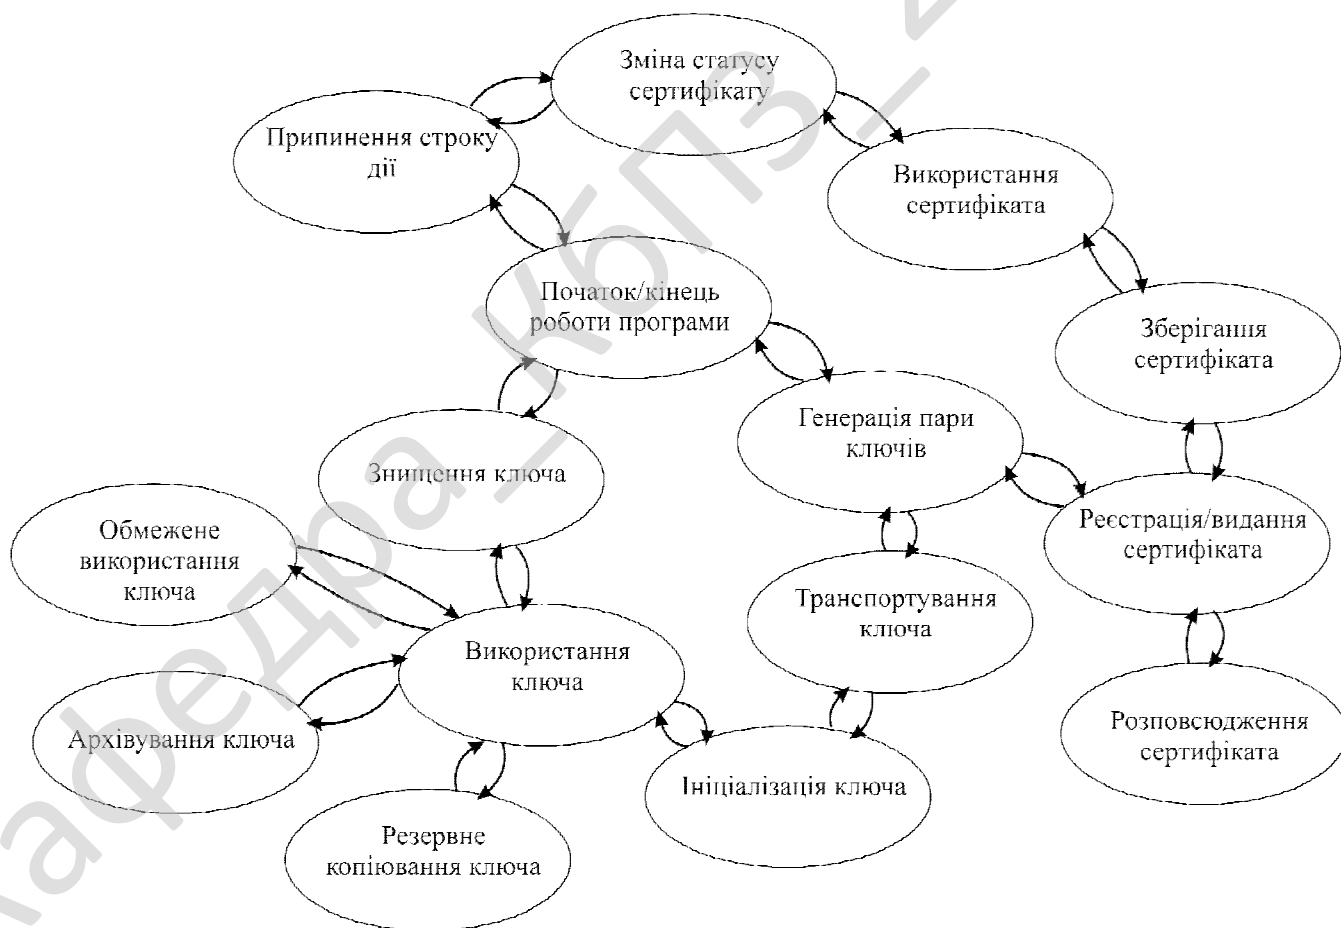 Зміна статусу
сертифікату
Припинення строку
дії
Використання
сертифіката
Початок/кінець
роботи програми
Зберігання
сертифіката
Генерація пари
ключів
Знищення ключа
Обмежене
використання
ключа
Реєстрація/видання
сертифіката
Транспортування
ключа
Використання
ключа
Архівування ключа
Розповсюдження
сертифіката
Ініціалізація ключа
Резервне
копіювання ключа
кафедра_КбПЗ_2